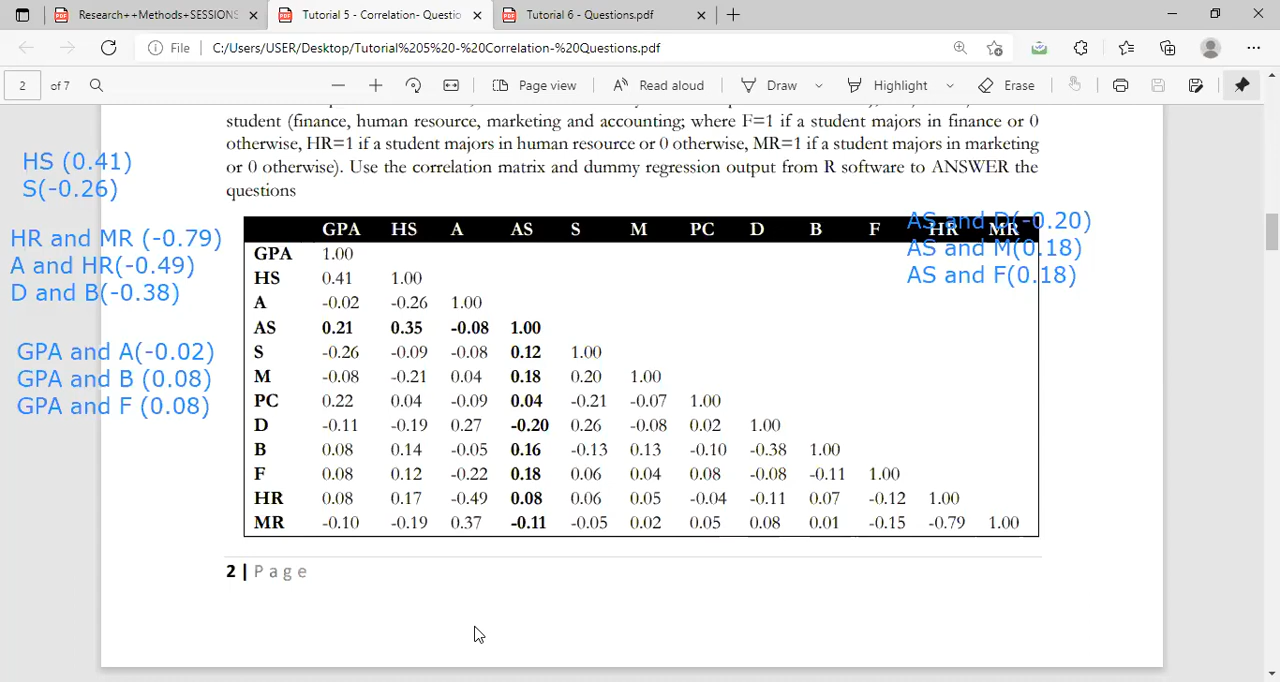 Research++Methods+SESSIONS
Tutorial 5 - Correlation- Questio
Tutorial 6 - Questions.pdf
File
C:/Users/USER/Desktop/Tutorial%205%20-%20Correlation-%20Questions.pdf
2 of 7
Page view
Read aloud
Draw
Highlight
Erase
student (finance, human resource, marketing and accounting; where F=1 if a student majors in finance or 0
otherwise, HR=1 if a student majors in human resource or 0 otherwise, MR=1 if a student majors in marketing
or 0 otherwise). Use the correlation matrix and dummy regression output from R software to ANSWER the
questions
HS (0.41)
S(-0.26)
HR and MR (-0.79)
A and HR(-0.49)
D and B(-0.38)
GPA and A(-0.02)
GPA and B (0.08)
GPA and F (0.08)
AS and D(-0.20)
AS and M(0.18)
AS and F(0.18)
GPA HS A AS S M PC D B F HR MR
GPA 1.00
HS 0.41 1.00
A -0.02 -0.26 1.00
AS 0.21 0.35 -0.08 1.00
S -0.26 -0.09 -0.08 0.12 1.00
M -0.08 -0.21 0.04 0.18 0.20 1.00
PC 0.22 0.04 -0.09 0.04 -0.21 -0.07 1.00
D -0.11 -0.19 0.27 -0.20 0.26 -0.08 0.02 1.00
B 0.08 0.14 -0.05 0.16 -0.13 0.13 -0.10 -0.38 1.00
F 0.08 0.12 -0.22 0.18 0.06 0.04 0.08 -0.08 -0.11 1.00
HR 0.08 0.17 -0.49 0.08 0.06 0.05 -0.04 -0.11 0.07 -0.12 1.00
MR -0.10 -0.19 0.37 -0.11 -0.05 0.02 0.05 0.08 0.01 -0.15 -0.79 1.00
2 | Page